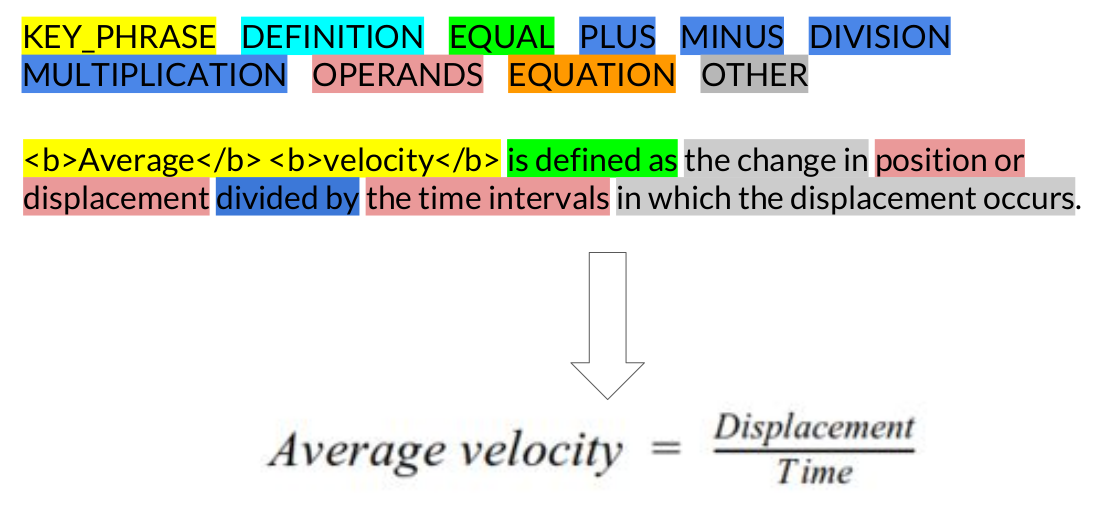 KEY_PHRASE DEFINITION EQUAL PLUS MINUS DIVISION
MULTIPLICATION OPERANDS EQUATION OTHER
<b>Average</b> <b>velocity</b> is defined as the change in position or
displacement divided by the time intervals in which the displacement occurs.
Average velocity = Displacement
Time